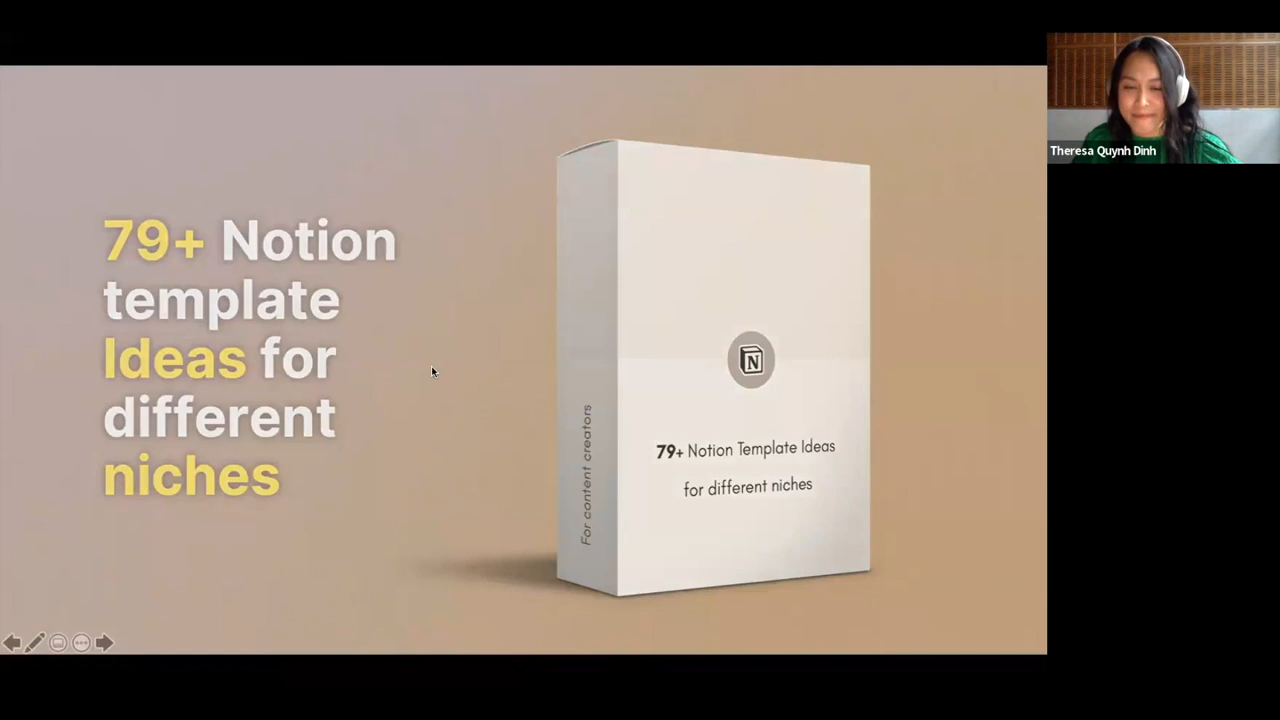 79+ Notion
template
Ideas for
different
niches
N
For content creators
79+ Notion Template Ideas
for different niches
Theresa Quynh Dinh